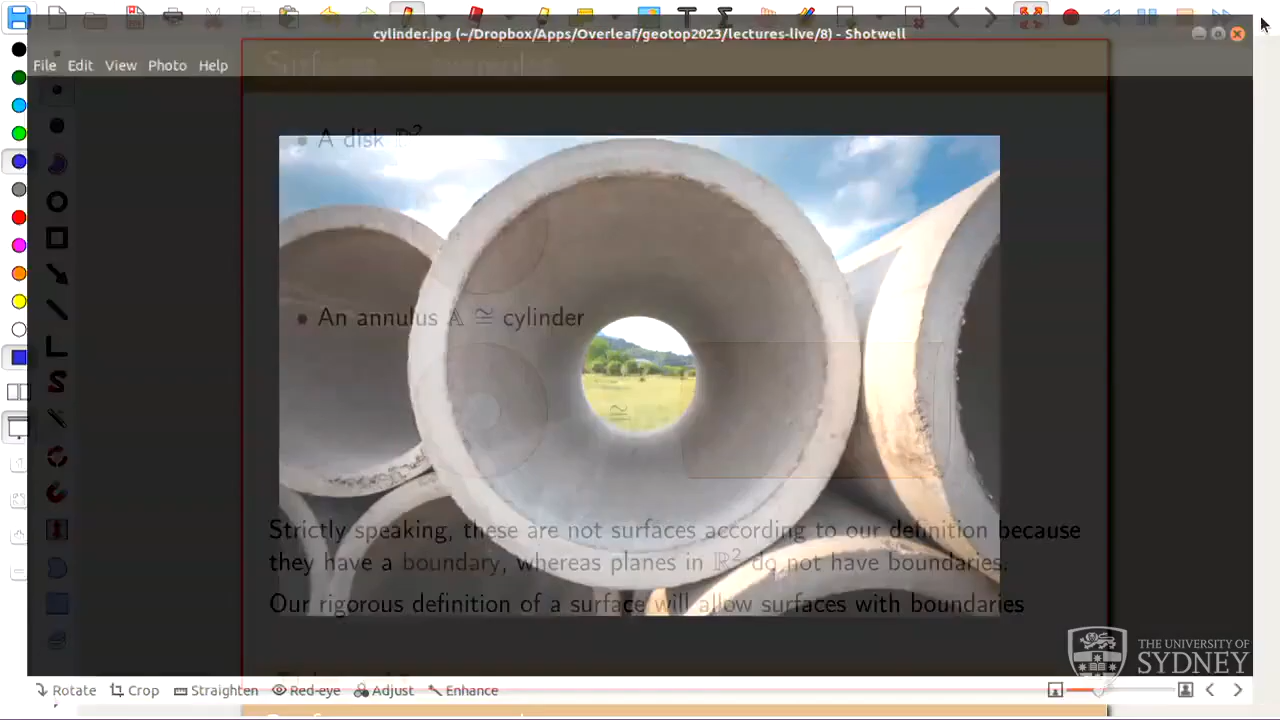 cylinder.jpg (~/Dropbox/Apps/Overleaf/geotop2023/lectures-live/8) - Shotwell
File Edit View Photo Help
• A disk ℝ²
• An annulus 𝔸 ≅ cylinder
≅
Strictly speaking, these are not surfaces according to our definition because
they have a boundary, whereas planes in ℝ² do not have boundaries.
Our rigorous definition of a surface will allow surfaces with boundaries
THE UNIVERSITY OF
SYDNEY
Rotate Crop Straighten Red-eye Adjust Enhance